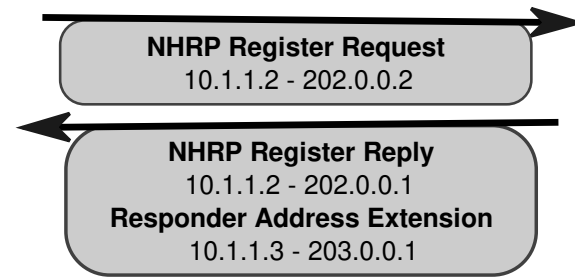 NHRP Register Request
10.1.1.2 - 202.0.0.2
NHRP Register Reply
10.1.1.2 - 202.0.0.1
Responder Address Extension
10.1.1.3 - 203.0.0.1